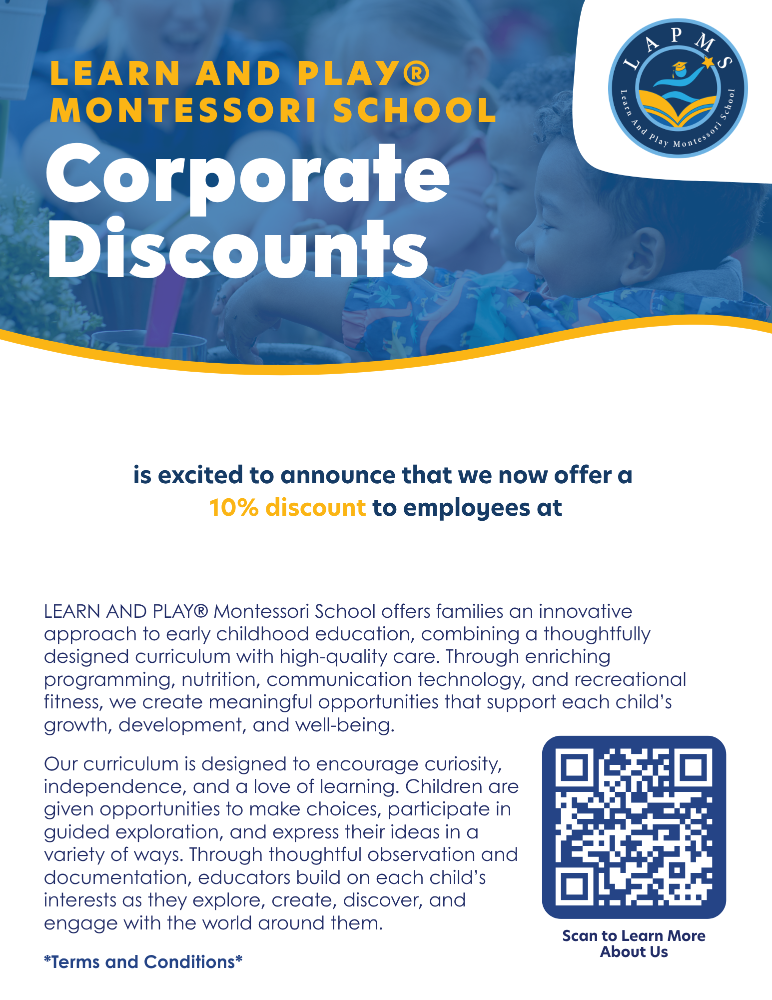 LEARN AND PLAY®
MONTESSORI SCHOOL
Corporate
Discounts
L A P M S
Learn And Play Montessori School
is excited to announce that we now offer a
10% discount to employees at
LEARN AND PLAY® Montessori School offers families an innovative
approach to early childhood education, combining a thoughtfully
designed curriculum with high-quality care. Through enriching
programming, nutrition, communication technology, and recreational
fitness, we create meaningful opportunities that support each child’s
growth, development, and well-being.
Our curriculum is designed to encourage curiosity,
independence, and a love of learning. Children are
given opportunities to make choices, participate in
guided exploration, and express their ideas in a
variety of ways. Through thoughtful observation and
documentation, educators build on each child’s
interests as they explore, create, discover, and
engage with the world around them.
*Terms and Conditions*
Scan to Learn More
About Us